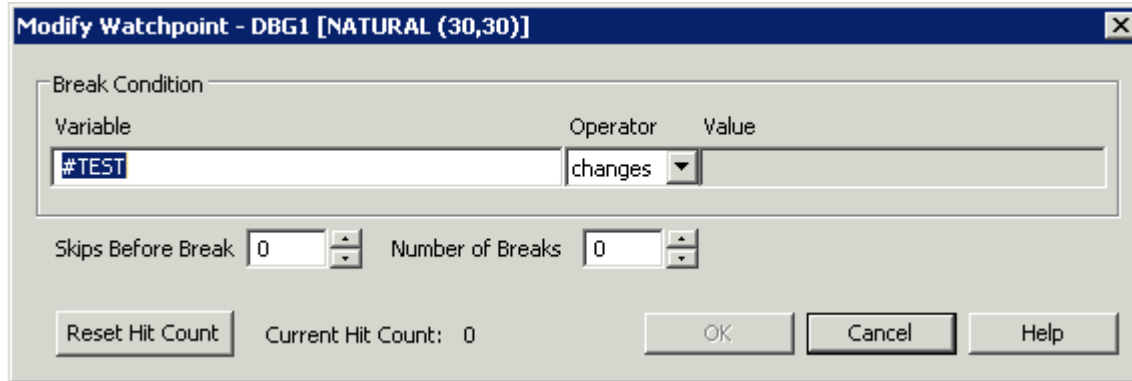 Modify Watchpoint - DBG1 [NATURAL (30,30)]
Break Condition
Variable Operator Value
#TEST changes
Skips Before Break 0 Number of Breaks 0
Reset Hit Count Current Hit Count: 0 OK Cancel Help